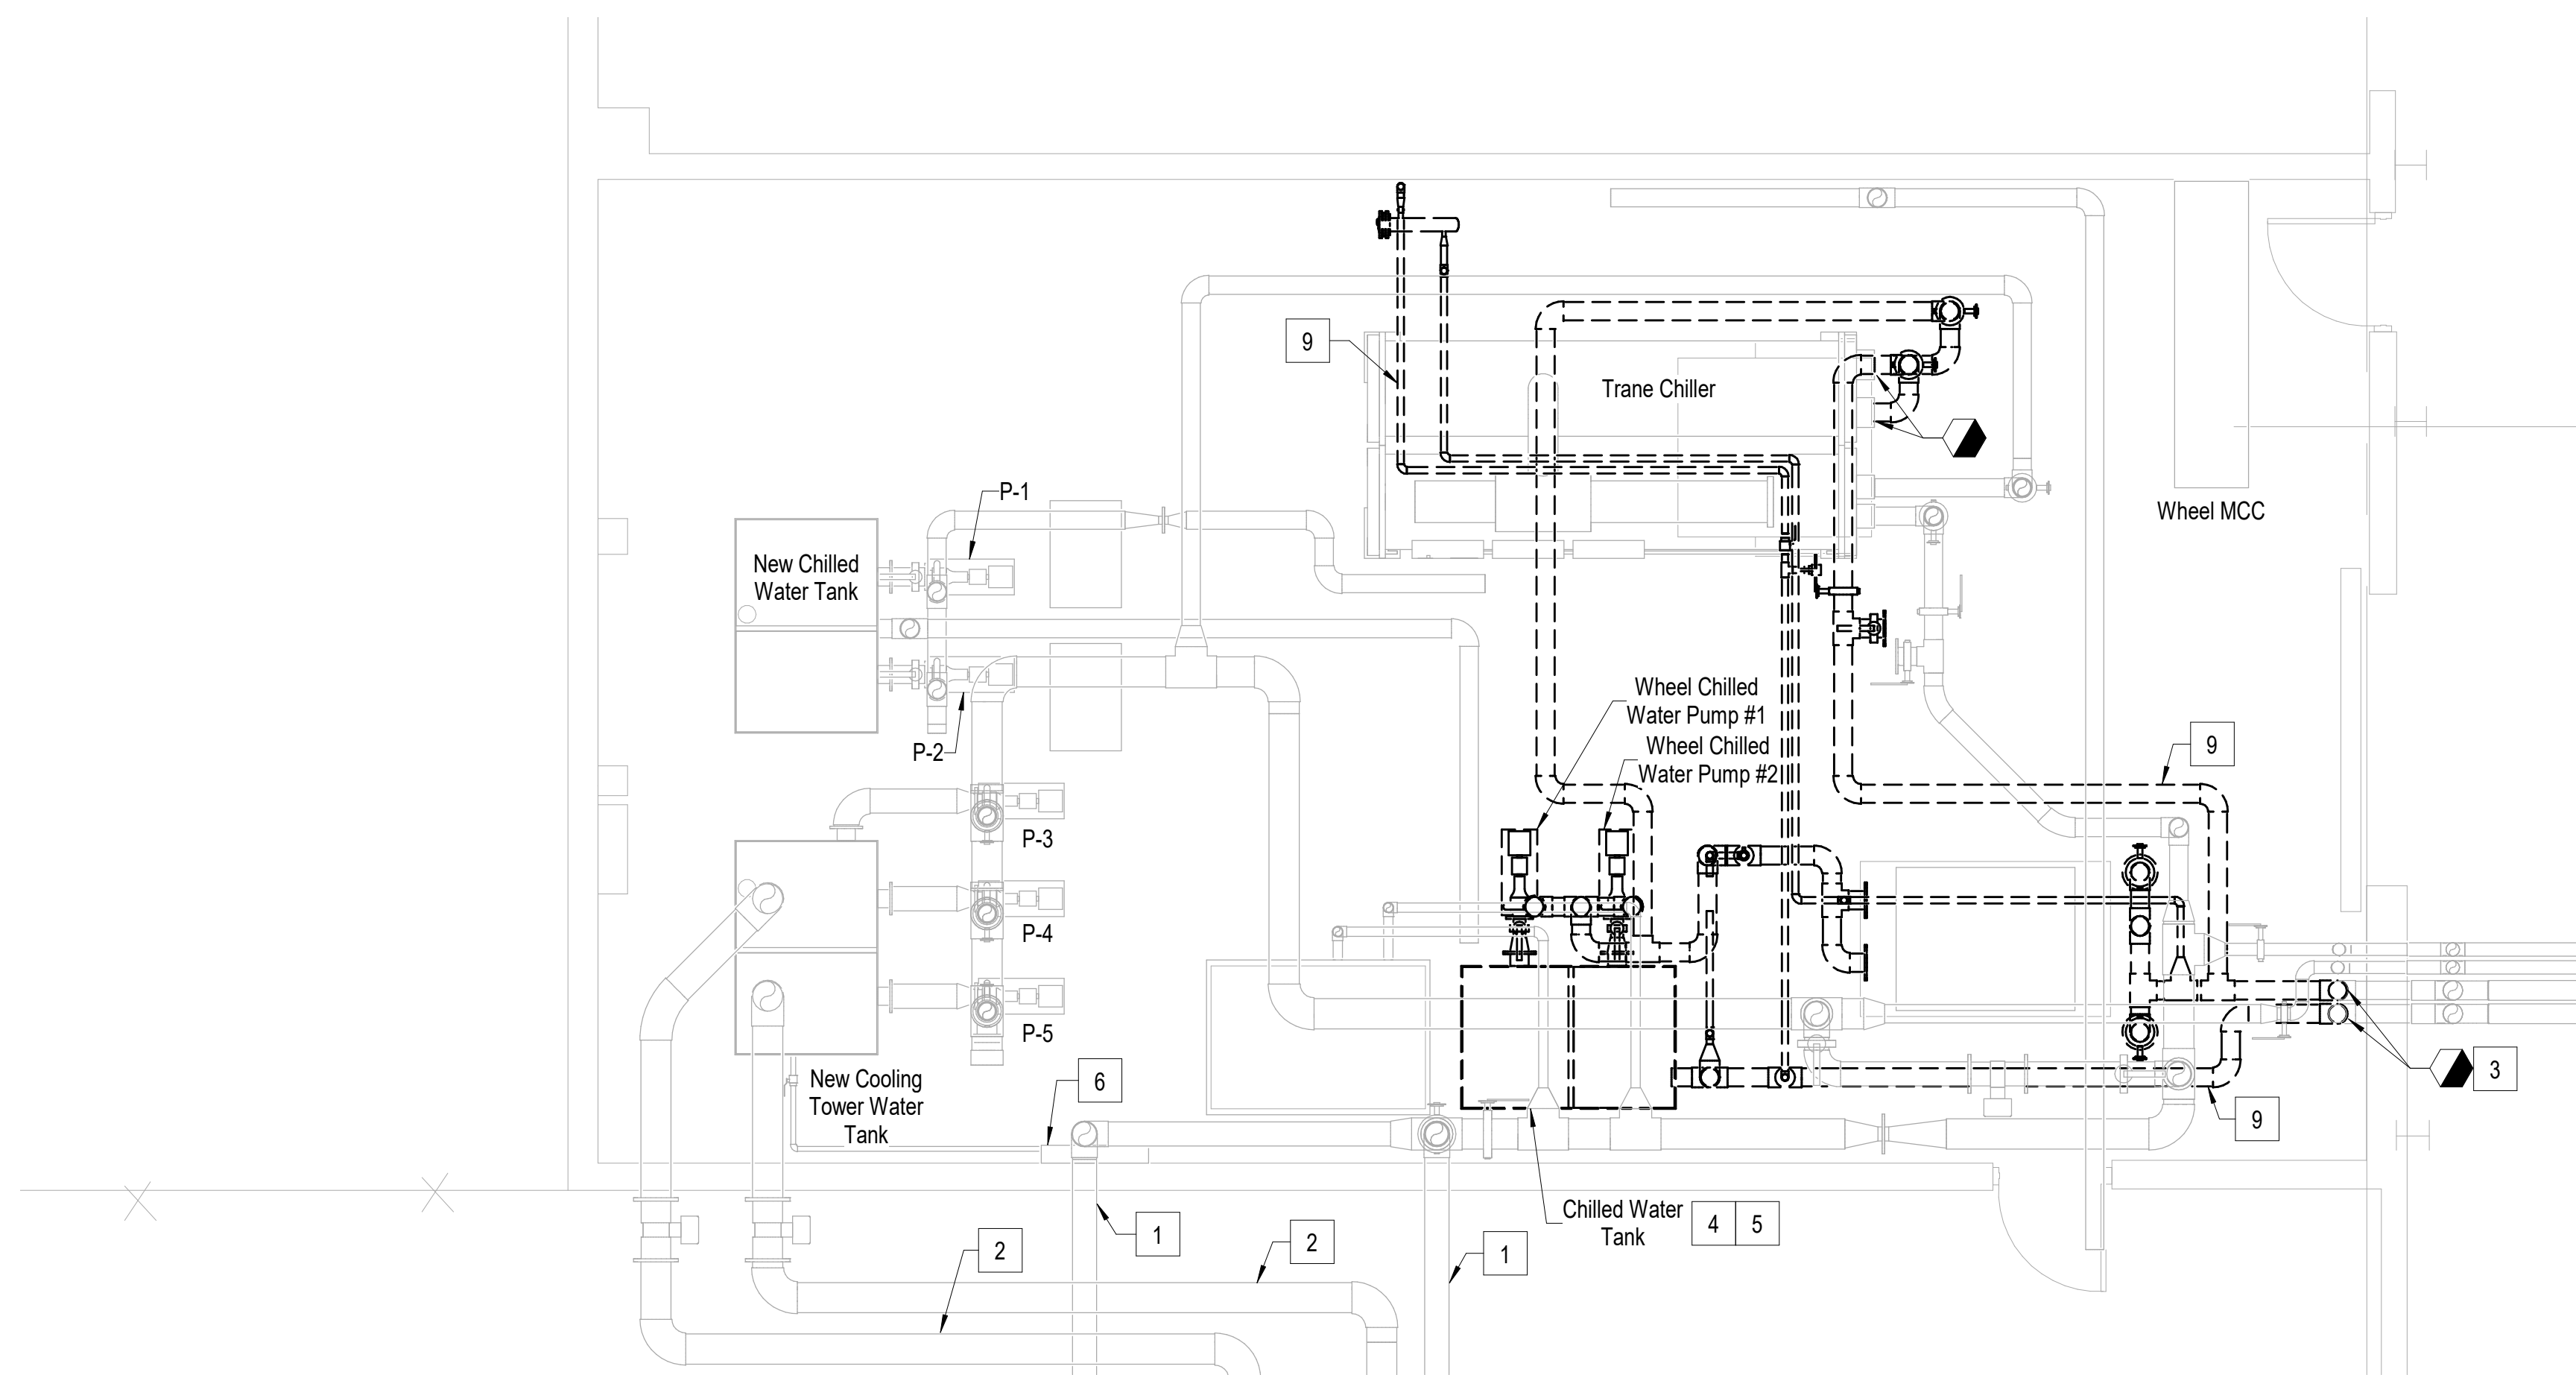 9
Trane Chiller
P-1
Wheel MCC
New Chilled
Water Tank
Wheel Chilled
Water Pump #1
Wheel Chilled
Water Pump #2
P-2
9
P-3
P-4
P-5
New Cooling
Tower Water
Tank
6
3
9
Chilled Water
Tank
4 5
1
2
2
1